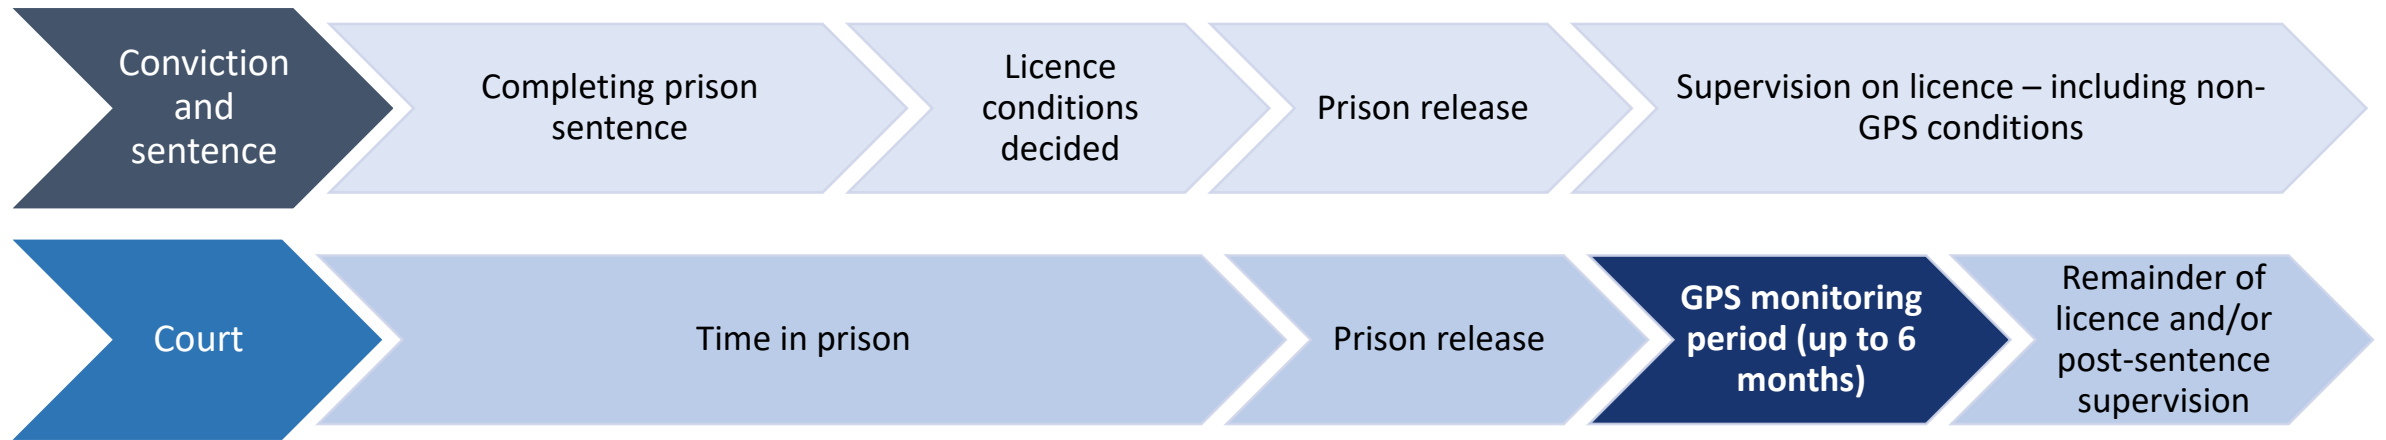 Conviction
and
sentence
Completing prison
sentence
Licence
conditions
decided
Prison release
Supervision on licence – including non-
GPS conditions
Court
Time in prison
Prison release
GPS monitoring
period (up to 6
months)
Remainder of
licence and/or
post-sentence
supervision